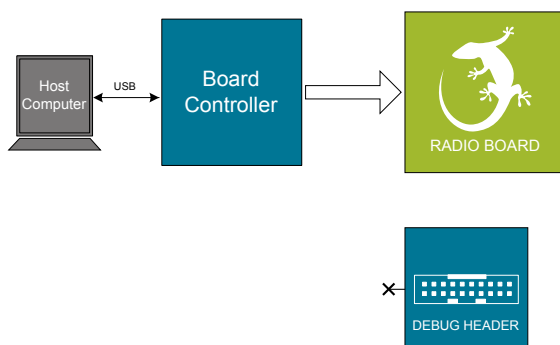 Host
Computer
USB
Board
Controller
RADIO BOARD
DEBUG HEADER